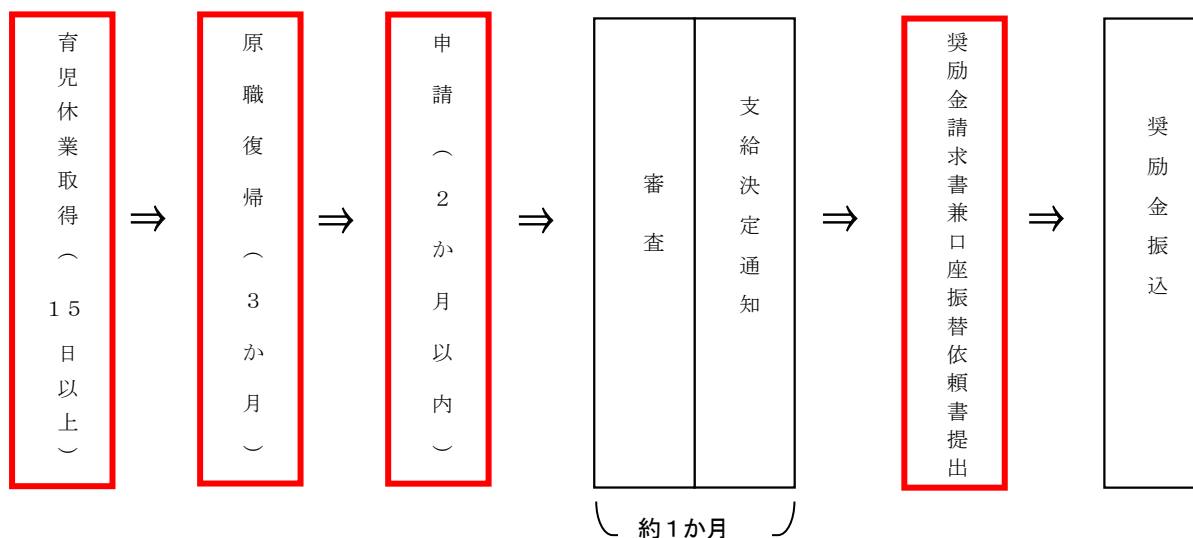 育児休業取得（15日以上）
⇒
原職復帰（３か月）
⇒
申請（２か月以内）
⇒
審査
支給決定通知
約１か月
⇒
奨励金請求書兼口座振替依頼書提出
⇒
奨励金振込